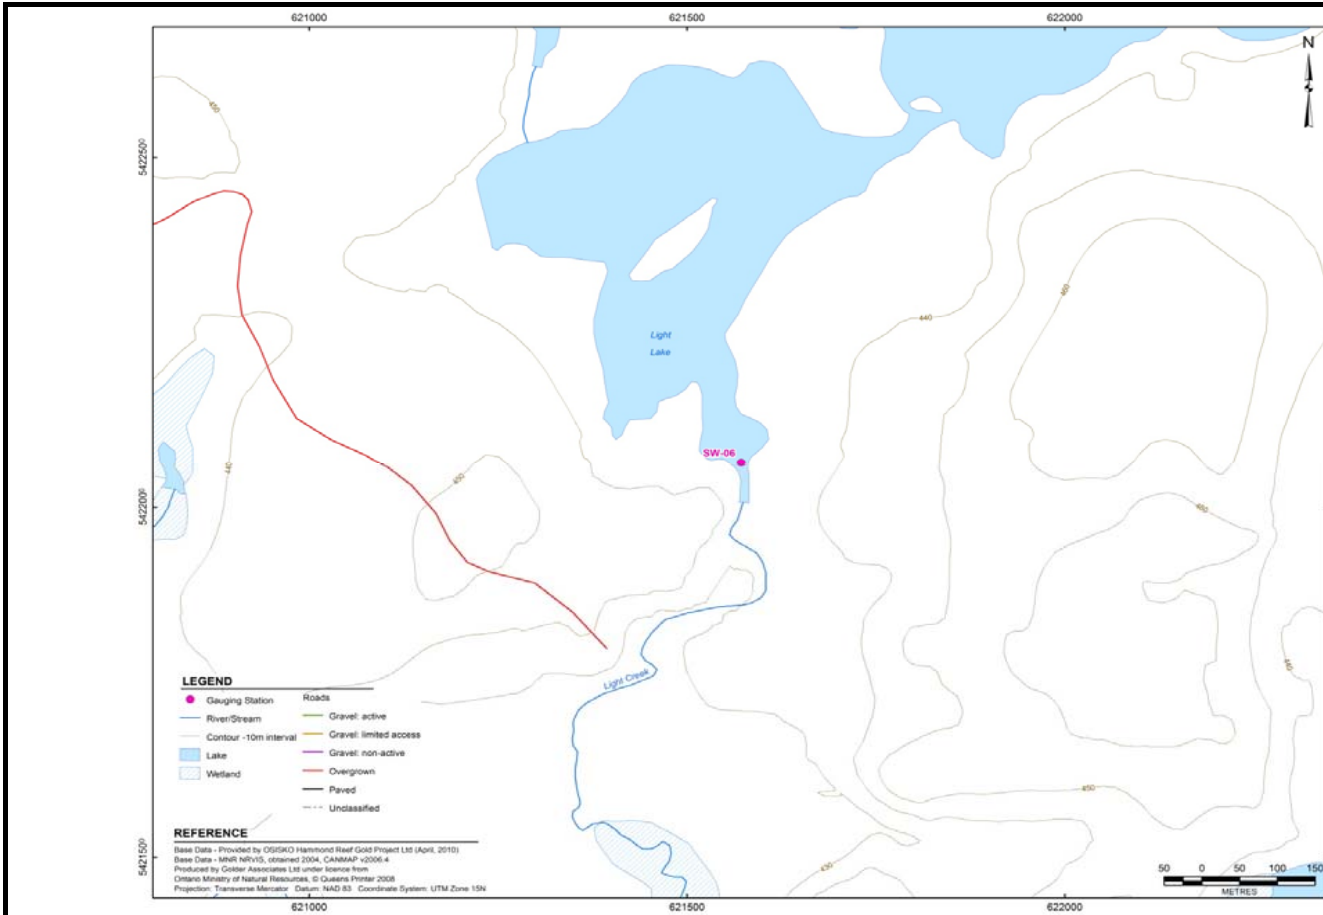 621000 621500 622000
N
450
5422500
460
440
Light
Lake
SW-06
440
450
450
5422000
Light Creek
440
LEGEND
Gauging Station
River/Stream
Contour -10m interval
Lake
Wetland
Roads
Gravel: active
Gravel: limited access
Gravel: non-active
Overgrown
Paved
Unclassified
450
REFERENCE
Base Data - Provided by OSISKO Hammond Reef Gold Project Ltd (April, 2010)
Base Data - MNR NRVIS, obtained 2004, CANMAP v2006.4
Produced by Golder Associates Ltd under licence from
Ontario Ministry of Natural Resources, © Queens Printer 2008
Projection: Transverse Mercator Datum: NAD 83 Coordinate System: UTM Zone 15N
5421500
50 0 50 100 150
METRES
621000 621500 622000